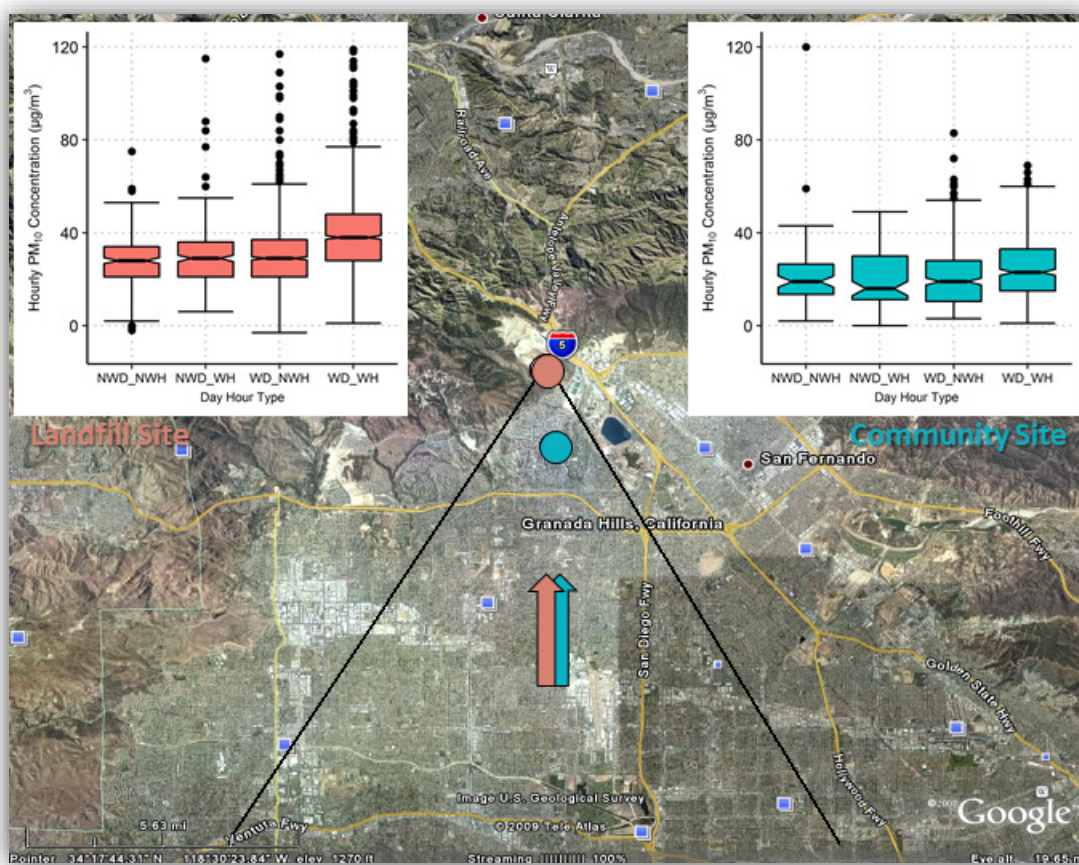 Santa Clarita
120
80
40
0
Hourly PM10 Concentration (µg/m3)
NWD_NWH
NWD_WH
WD_NWH
WD_WH
Day Hour Type
Landfill Site
120
80
40
0
Hourly PM10 Concentration (µg/m3)
NWD_NWH
NWD_WH
WD_NWH
WD_WH
Day Hour Type
Community Site
Railroad Ave
Antelope Valley Fwy
5
San Fernando
Granada Hills, California
Foothill Fwy
San Diego Fwy
Golden State Hwy
Hollywood Fwy
Image U.S. Geological Survey
© 2009 Tele Atlas
Google
5.63 mi
Ventura Fwy
Pointer 34°17'44.31" N 118°30'23.84" W elev 1270 ft
Streaming 100%
Eye alt 19.65